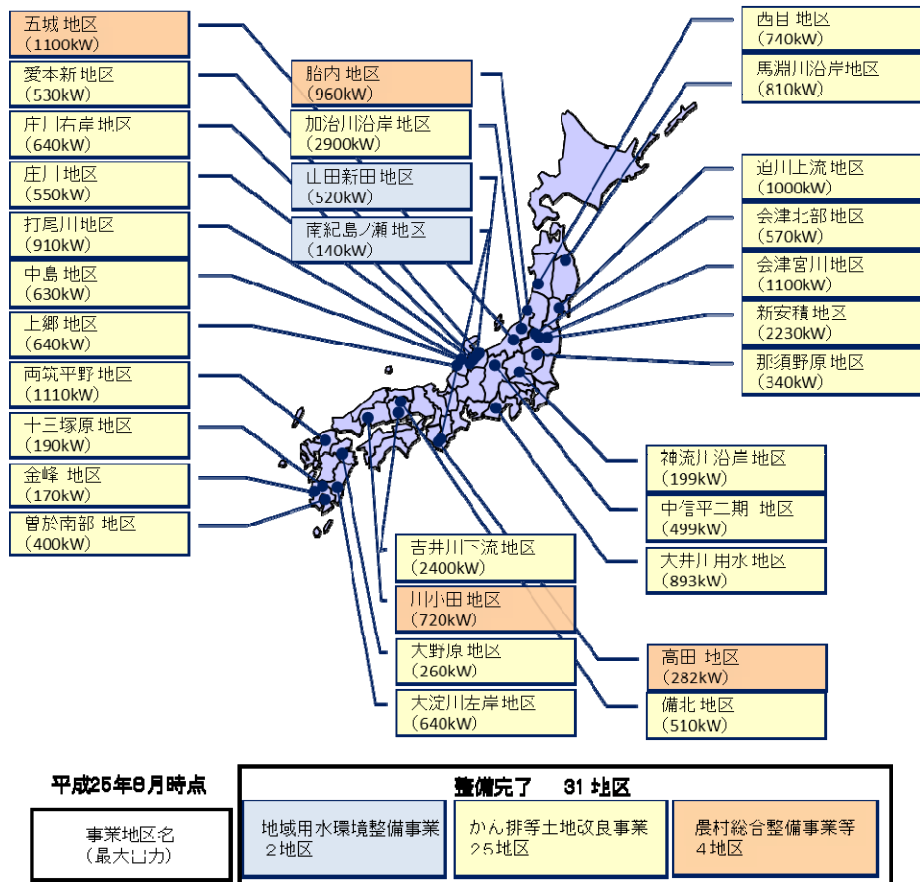 五城 地区
(1100kW)
愛本新 地区
(530kW)
庄川右岸 地区
(640kW)
庄川 地区
(550kW)
打尾川 地区
(910kW)
中島 地区
(630kW)
上郷 地区
(640kW)
両筑平野 地区
(1110kW)
十三塚原 地区
(190kW)
金峰 地区
(170kW)
曽於南部 地区
(400kW)
胎内 地区
(960kW)
加治川沿岸 地区
(2900kW)
山田新田 地区
(520kW)
南紀島ノ瀬 地区
(140kW)
西目 地区
(740kW)
馬淵川沿岸地区
(810kW)
迫川上流 地区
(1000kW)
会津北部 地区
(570kW)
会津宮川 地区
(1100kW)
新安積 地区
(2230kW)
那須野原 地区
(340kW)
神流川沿岸 地区
(199kW)
中信平二期 地区
(499kW)
大井川用水 地区
(893kW)
吉井川下流 地区
(2400kW)
川小田 地区
(720kW)
大野原 地区
(260kW)
大淀川左岸 地区
(640kW)
高田 地区
(282kW)
備北 地区
(510kW)
平成25年8月時点
整備完了 31 地区
事業地区名
(最大出力)
地域用水環境整備事業
2地区
かん排等土地改良事業
25地区
農村総合整備事業等
4地区